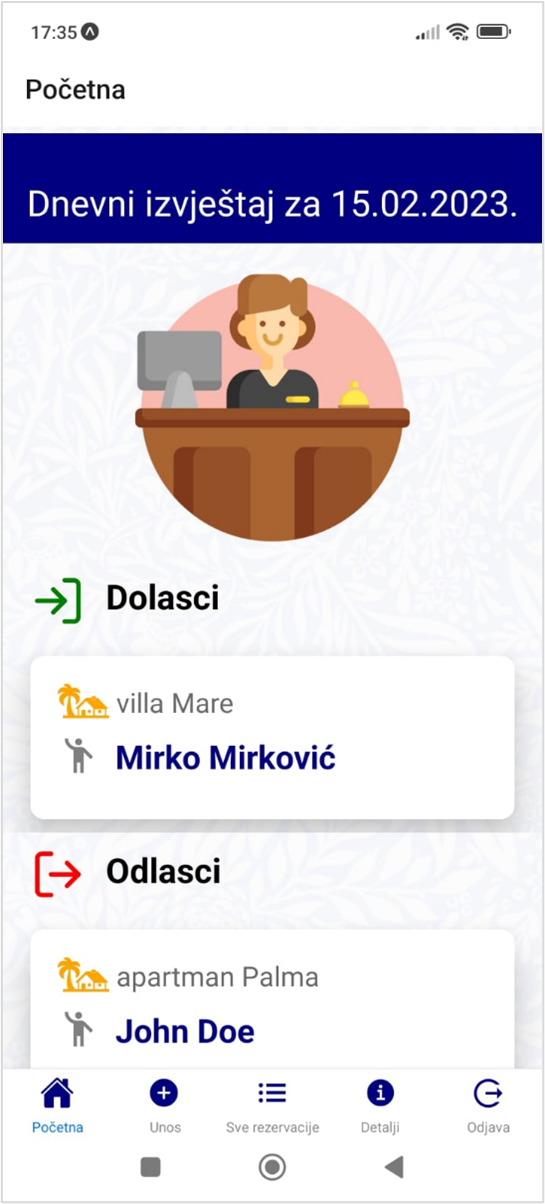 17:35
Početna
Dnevni izvještaj za 15.02.2023.
Dolasci
villa Mare
Mirko Mirković
Odlasci
apartman Palma
John Doe
Početna
Unos
Sve rezervacije
Detalji
Odjava